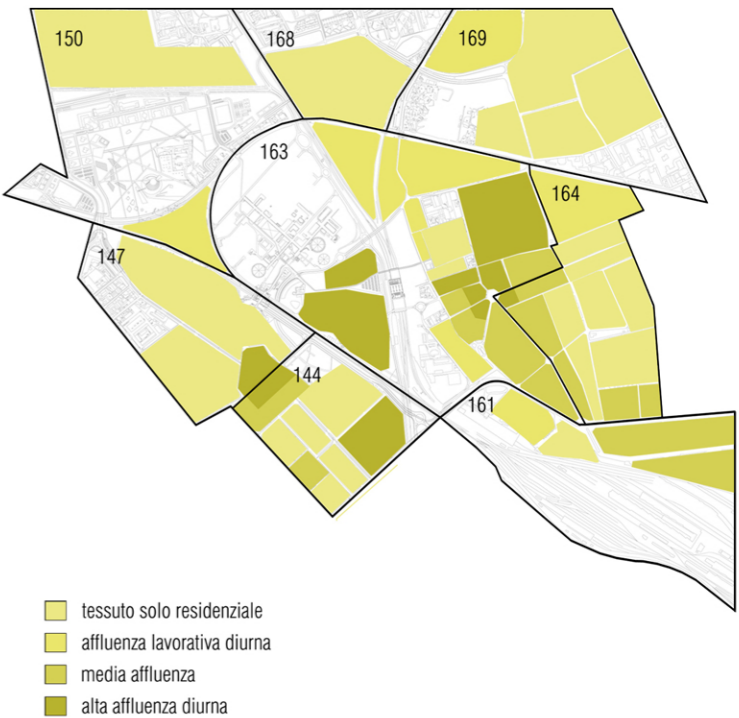 150
168
169
163
164
147
144
161
tessuto solo residenziale
affluenza lavorativa diurna
media affluenza
alta affluenza diurna